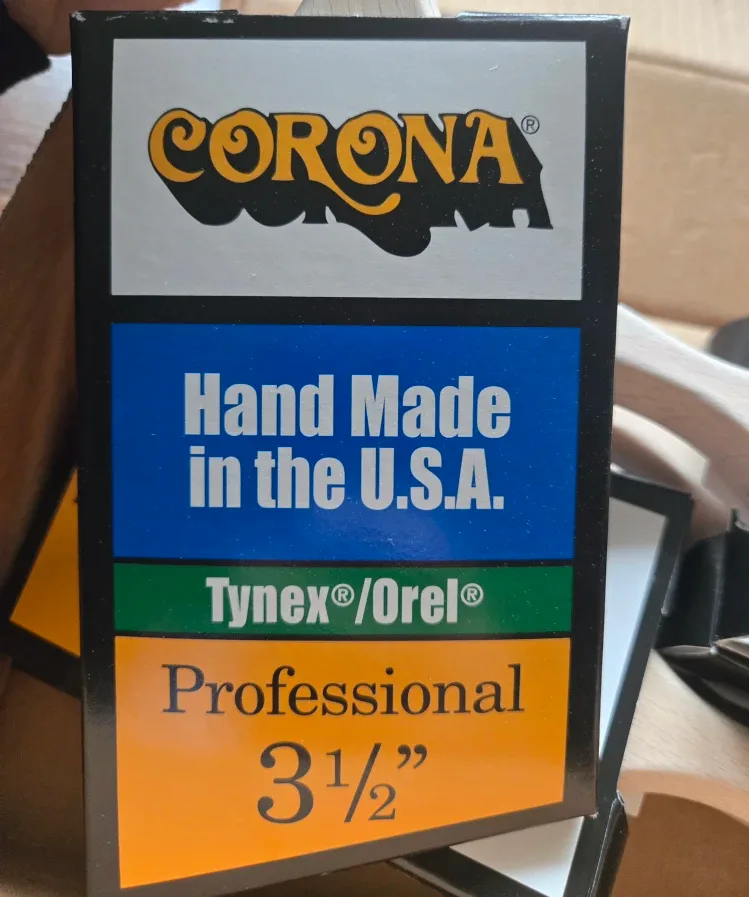 CORONA®
Hand Made
in the U.S.A.
Tynex®/Orel®
Professional
3½”